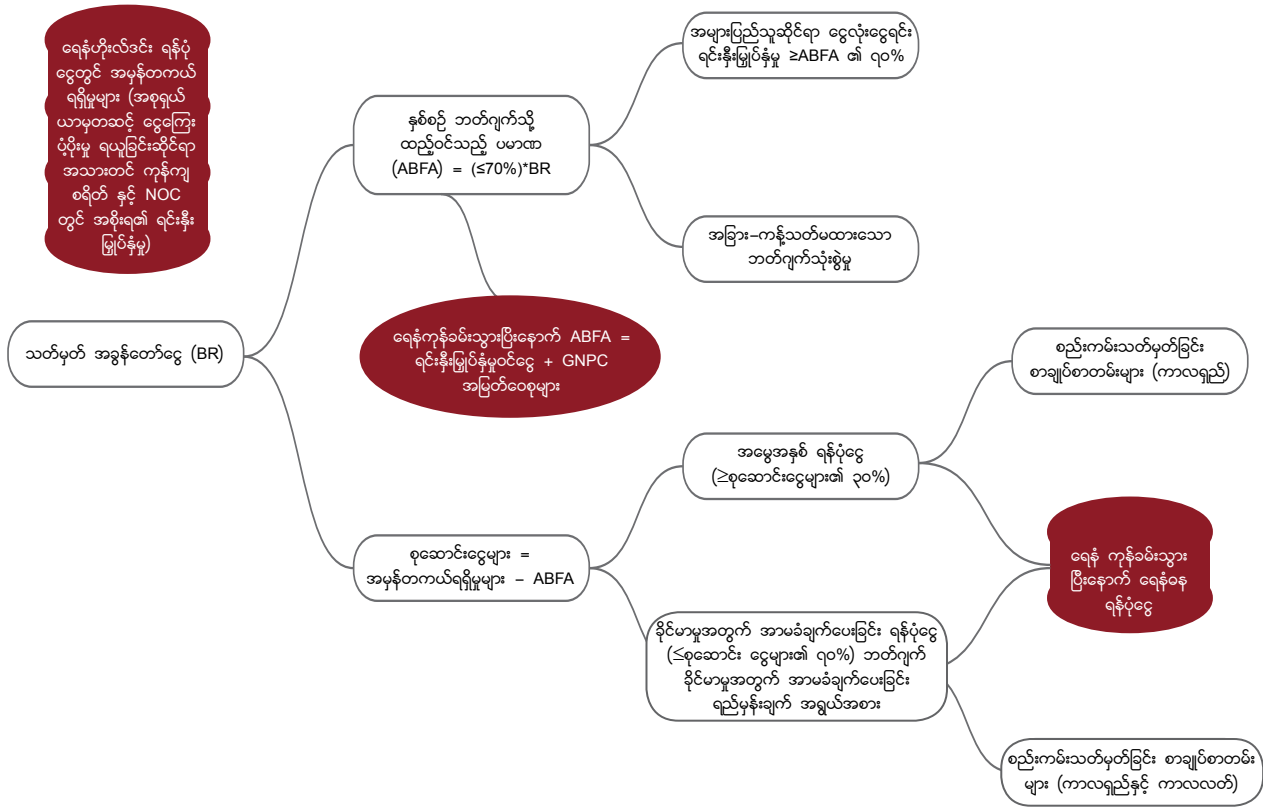 ရေနံဟိုးလ်ဒင်း ရန်ပုံ
ငွေတွင် အမှန်တကယ်
ရရှိမှုများ (အစုရှယ်
ယာမှတဆင့် ငွေကြေး
ပံ့ပိုးမှု ရယူခြင်းဆိုင်ရာ
အသားတင် ကုန်ကျ
စရိတ် နှင့် NOC
တွင် အစိုးရ၏ ရင်းနှီး
မြှုပ်နှံမှု)
အများပြည်သူဆိုင်ရာ ငွေလုံးငွေရင်း
ရင်းနှီးမြှုပ်နှံမှု ≥ABFA ၏ ၇၀%
နှစ်စဉ် ဘတ်ဂျက်သို့
ထည့်ဝင်သည့် ပမာဏ
(ABFA) = (≤70%)*BR
အခြား–ကန့်သတ်မထားသော
ဘတ်ဂျက်သုံးစွဲမှု
သတ်မှတ် အခွန်တော်ငွေ (BR)
ရေနံကုန်ခမ်းသွားပြီးနောက် ABFA =
ရင်းနှီးမြှုပ်နှံမှုဝင်ငွေ + GNPC
အမြတ်ဝေစုများ
စည်းကမ်းသတ်မှတ်ခြင်း
စာချုပ်စာတမ်းများ (ကာလရှည်)
အမွေအနှစ် ရန်ပုံငွေ
(≥စုဆောင်းငွေများ၏ ၃၀%)
ရေနံ ကုန်ခမ်းသွား
ပြီးနောက် ရေနံဓန
ရန်ပုံငွေ
စုဆောင်းငွေများ =
အမှန်တကယ်ရရှိမှုများ – ABFA
ခိုင်မာမှုအတွက် အာမခံချက်ပေးခြင်း ရန်ပုံငွေ
(≤စုဆောင်း ငွေများ၏ ၇၀%) ဘတ်ဂျက်
ခိုင်မာမှုအတွက် အာမခံချက်ပေးခြင်း
ရည်မှန်းချက် အရွယ်အစား
စည်းကမ်းသတ်မှတ်ခြင်း စာချုပ်စာတမ်း
များ (ကာလရှည်နှင့် ကာလလတ်)